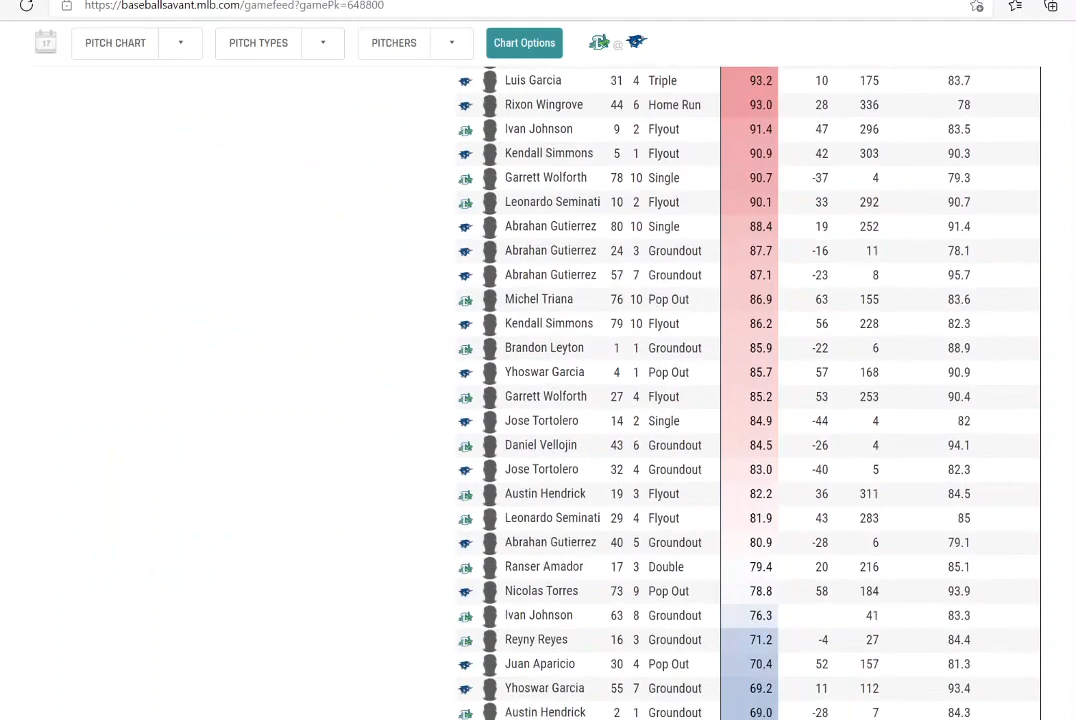 https://baseballsavant.mlb.com/gamefeed?gamePk=648800
17 PITCH CHART PITCH TYPES PITCHERS Chart Options @
Luis Garcia 31 4 Triple 93.2 10 175 83.7
Rixon Wingrove 44 6 Home Run 93.0 28 336 78
Ivan Johnson 9 2 Flyout 91.4 47 296 83.5
Kendall Simmons 5 1 Flyout 90.9 42 303 90.3
Garrett Wolforth 78 10 Single 90.7 -37 4 79.3
Leonardo Seminati 10 2 Flyout 90.1 33 292 90.7
Abrahan Gutierrez 80 10 Single 88.4 19 252 91.4
Abrahan Gutierrez 24 3 Groundout 87.7 -16 11 78.1
Abrahan Gutierrez 57 7 Groundout 87.1 -23 8 95.7
Michel Triana 76 10 Pop Out 86.9 63 155 83.6
Kendall Simmons 79 10 Flyout 86.2 56 228 82.3
Brandon Leyton 1 1 Groundout 85.9 -22 6 88.9
Yhoswar Garcia 4 1 Pop Out 85.7 57 168 90.9
Garrett Wolforth 27 4 Flyout 85.2 53 253 90.4
Jose Tortolero 14 2 Single 84.9 -44 4 82
Daniel Vellojin 43 6 Groundout 84.5 -26 4 94.1
Jose Tortolero 32 4 Groundout 83.0 -40 5 82.3
Austin Hendrick 19 3 Flyout 82.2 36 311 84.5
Leonardo Seminati 29 4 Flyout 81.9 43 283 85
Abrahan Gutierrez 40 5 Groundout 80.9 -28 6 79.1
Ranser Amador 17 3 Double 79.4 20 216 85.1
Nicolas Torres 73 9 Pop Out 78.8 58 184 93.9
Ivan Johnson 63 8 Groundout 76.3 41 83.3
Reyny Reyes 16 3 Groundout 71.2 -4 27 84.4
Juan Aparicio 30 4 Pop Out 70.4 52 157 81.3
Yhoswar Garcia 55 7 Groundout 69.2 11 112 93.4
Austin Hendrick 2 1 Groundout 69.0 -28 7 84.3